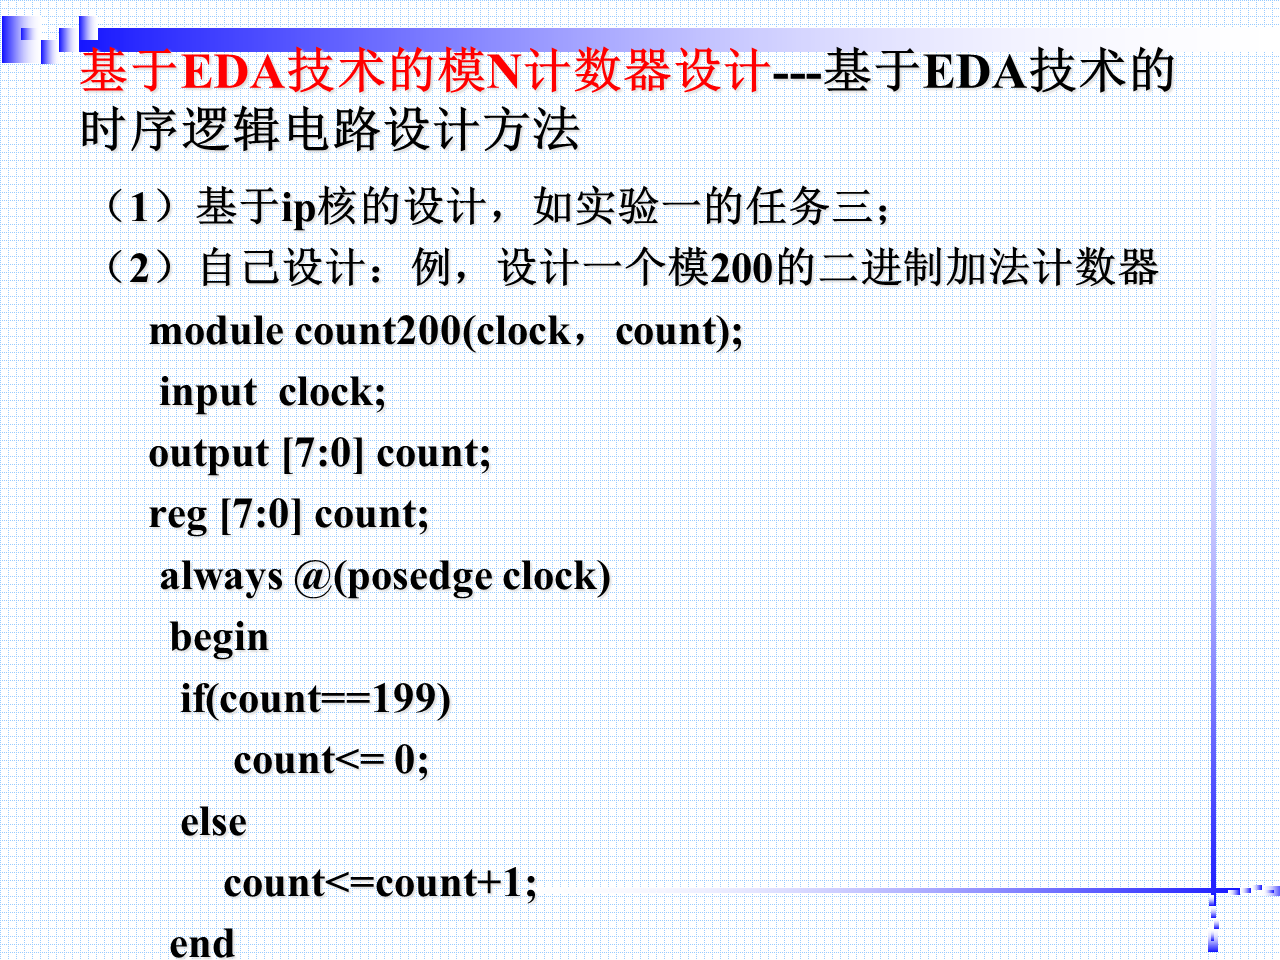 基于EDA技术的模N计数器设计---基于EDA技术的
时序逻辑电路设计方法
（1）基于ip核的设计，如实验一的任务三；
（2）自己设计：例，设计一个模200的二进制加法计数器
module count200(clock，count);
input clock;
output [7:0] count;
reg [7:0] count;
always @(posedge clock)
begin
if(count==199)
count<= 0;
else
count<=count+1;
end